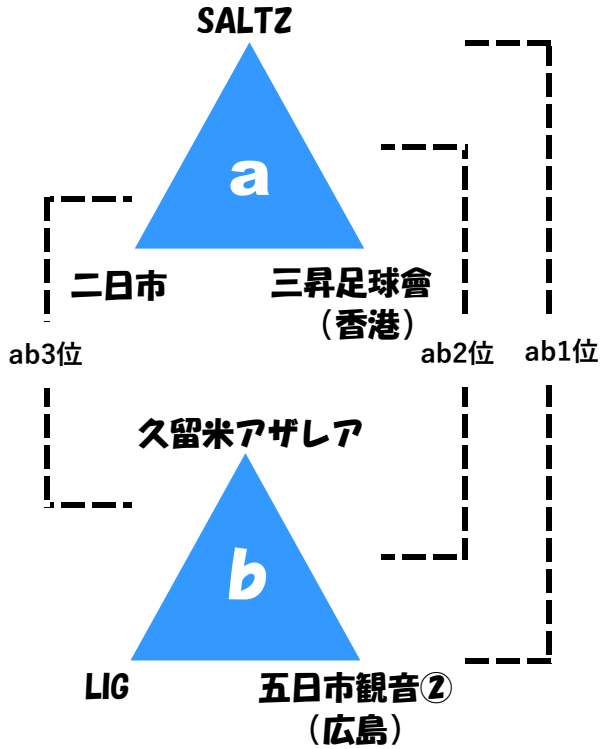 SALTZ
a
二日市
三昇足球會
（香港）
ab3位
ab2位
ab1位
久留米アザレア
b
LIG
五日市観音②
（広島）